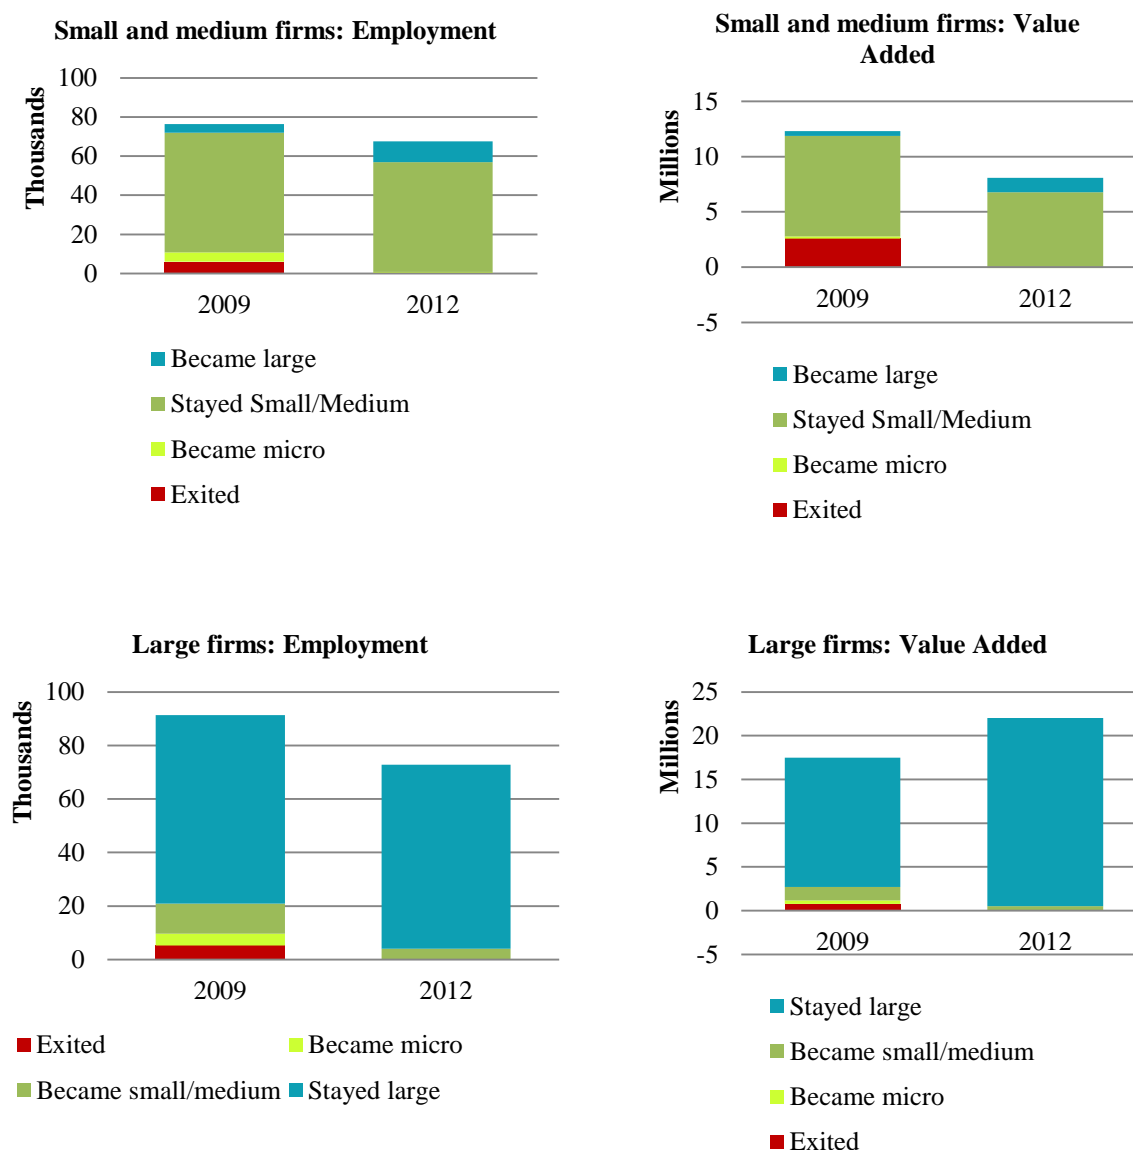 Small and medium firms: Employment
Thousands
100
80
60
40
20
0
2009
2012
Became large
Stayed Small/Medium
Became micro
Exited
Small and medium firms: Value
Added
Millions
15
10
5
0
-5
2009
2012
Became large
Stayed Small/Medium
Became micro
Exited
Large firms: Employment
Thousands
100
80
60
40
20
0
2009
2012
Exited
Became micro
Became small/medium
Stayed large
Large firms: Value Added
Millions
25
20
15
10
5
0
-5
2009
2012
Stayed large
Became small/medium
Became micro
Exited